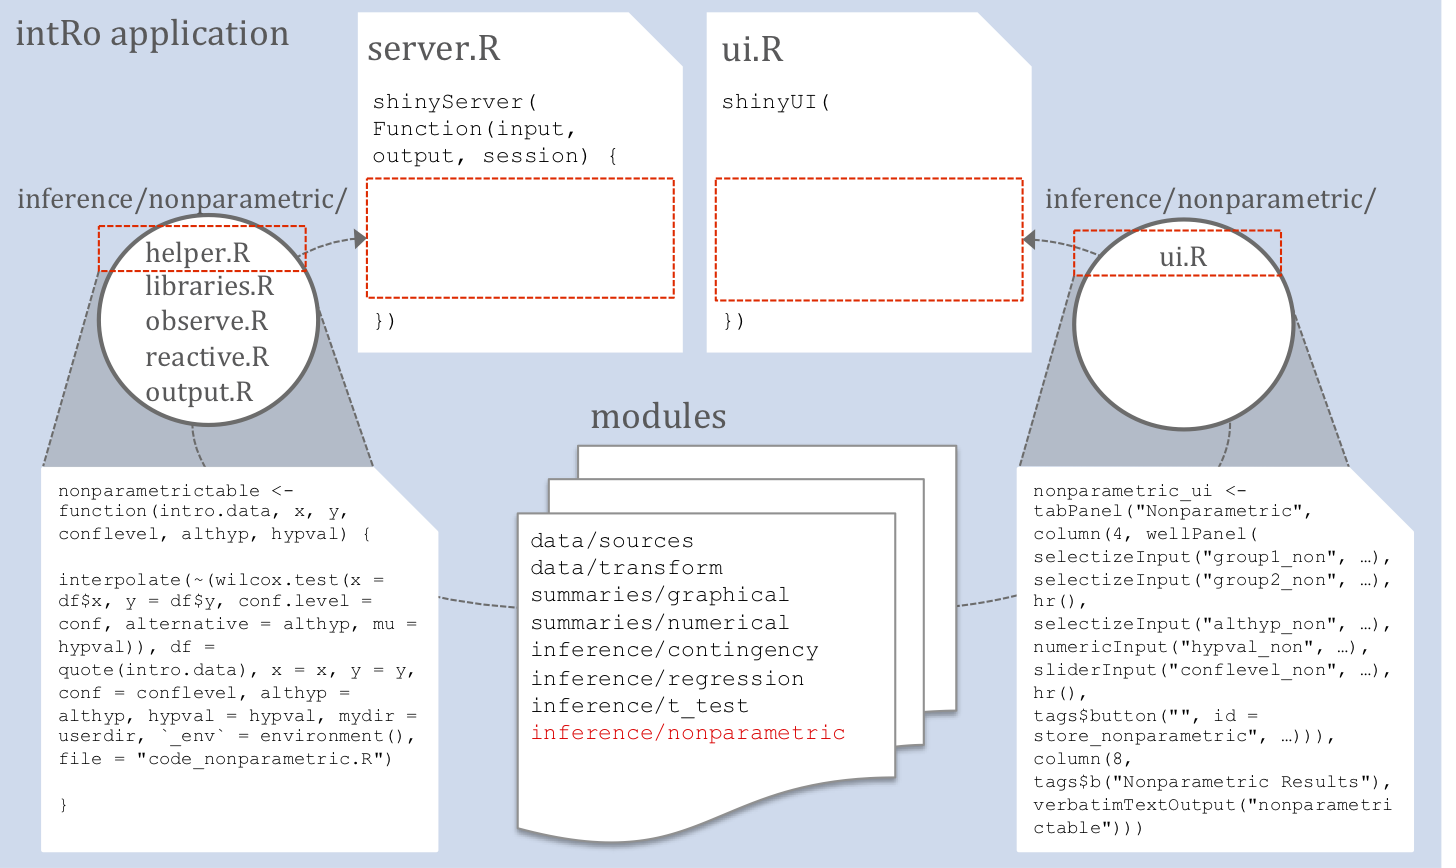 intRo application
server.R
shinyServer(
Function(input,
output, session) {
})
ui.R
shinyUI(
})
inference/nonparametric/
helper.R
libraries.R
observe.R
reactive.R
output.R
inference/nonparametric/
ui.R
nonparametrictable <-
function(intro.data, x, y,
conflevel, althyp, hypval) {
interpolate(~(wilcox.test(x =
df$x, y = df$y, conf.level =
conf, alternative = althyp, mu =
hypval)), df =
quote(intro.data), x = x, y = y,
conf = conflevel, althyp =
althyp, hypval = hypval, mydir =
userdir, `_env` = environment(),
file = "code_nonparametric.R")
}
modules
data/sources
data/transform
summaries/graphical
summaries/numerical
inference/contingency
inference/regression
inference/t_test
inference/nonparametric
nonparametric_ui <-
tabPanel("Nonparametric",
column(4, wellPanel(
selectizeInput("group1_non", …),
selectizeInput("group2_non", …),
hr(),
selectizeInput("althyp_non", …),
numericInput("hypval_non", …),
sliderInput("conflevel_non", …),
hr(),
tags$button("", id =
store_nonparametric", …))),
column(8,
tags$b("Nonparametric Results"),
verbatimTextOutput("nonparametri
ctable")))